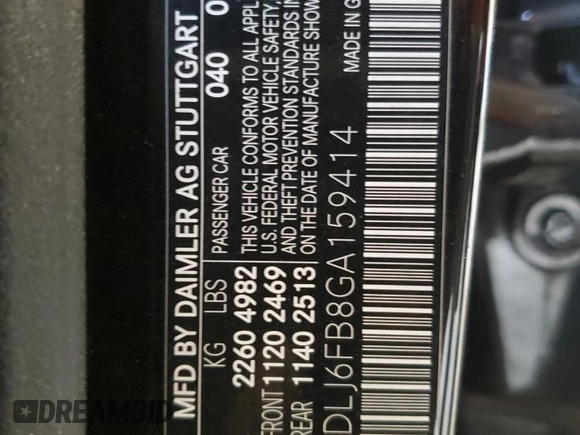 MFD BY DAIMLER AG STUTTGART
KG LBS PASSENGER CAR 040 0
2260 4982 THIS VEHICLE CONFORMS TO ALL APPL
FRONT 1120 2469 U.S. FEDERAL MOTOR VEHICLE SAFETY,
REAR 1140 2513 AND THEFT PREVENTION STANDARDS IN
ON THE DATE OF MANUFACTURE SHOW
DLJ6FB8GA159414
MADE IN G
DREAMBID.COM